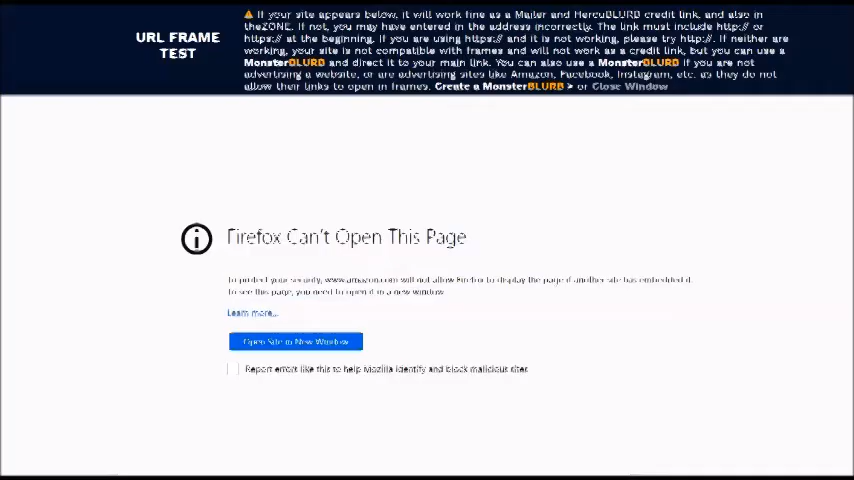 URL FRAME
TEST
⚠ If your site appears below, it will work fine as a Mailer and HercuBLURB credit link, and also in
theZONE. If not, you may have entered in the address incorrectly. The link must include http:// or
https:// at the beginning. If you are using https:// and it is not working, please try http://. If neither are
working, your site is not compatible with frames and will not work as a credit link, but you can use a
MonsterBLURB and direct it to your main link. You can also use a MonsterBLURB if you are not
advertising a website, or are advertising sites like Amazon, Facebook, Instagram, etc. as they do not
allow their links to open in frames. Create a MonsterBLURB > or Close Window
Firefox Can't Open This Page
To protect your security, www.amazon.com will not allow Firefox to display the page if another site has embedded it.
To see this page, you need to open it in a new window.
Learn more...
Open Site in New Window
Report errors like this to help Mozilla identify and block malicious sites